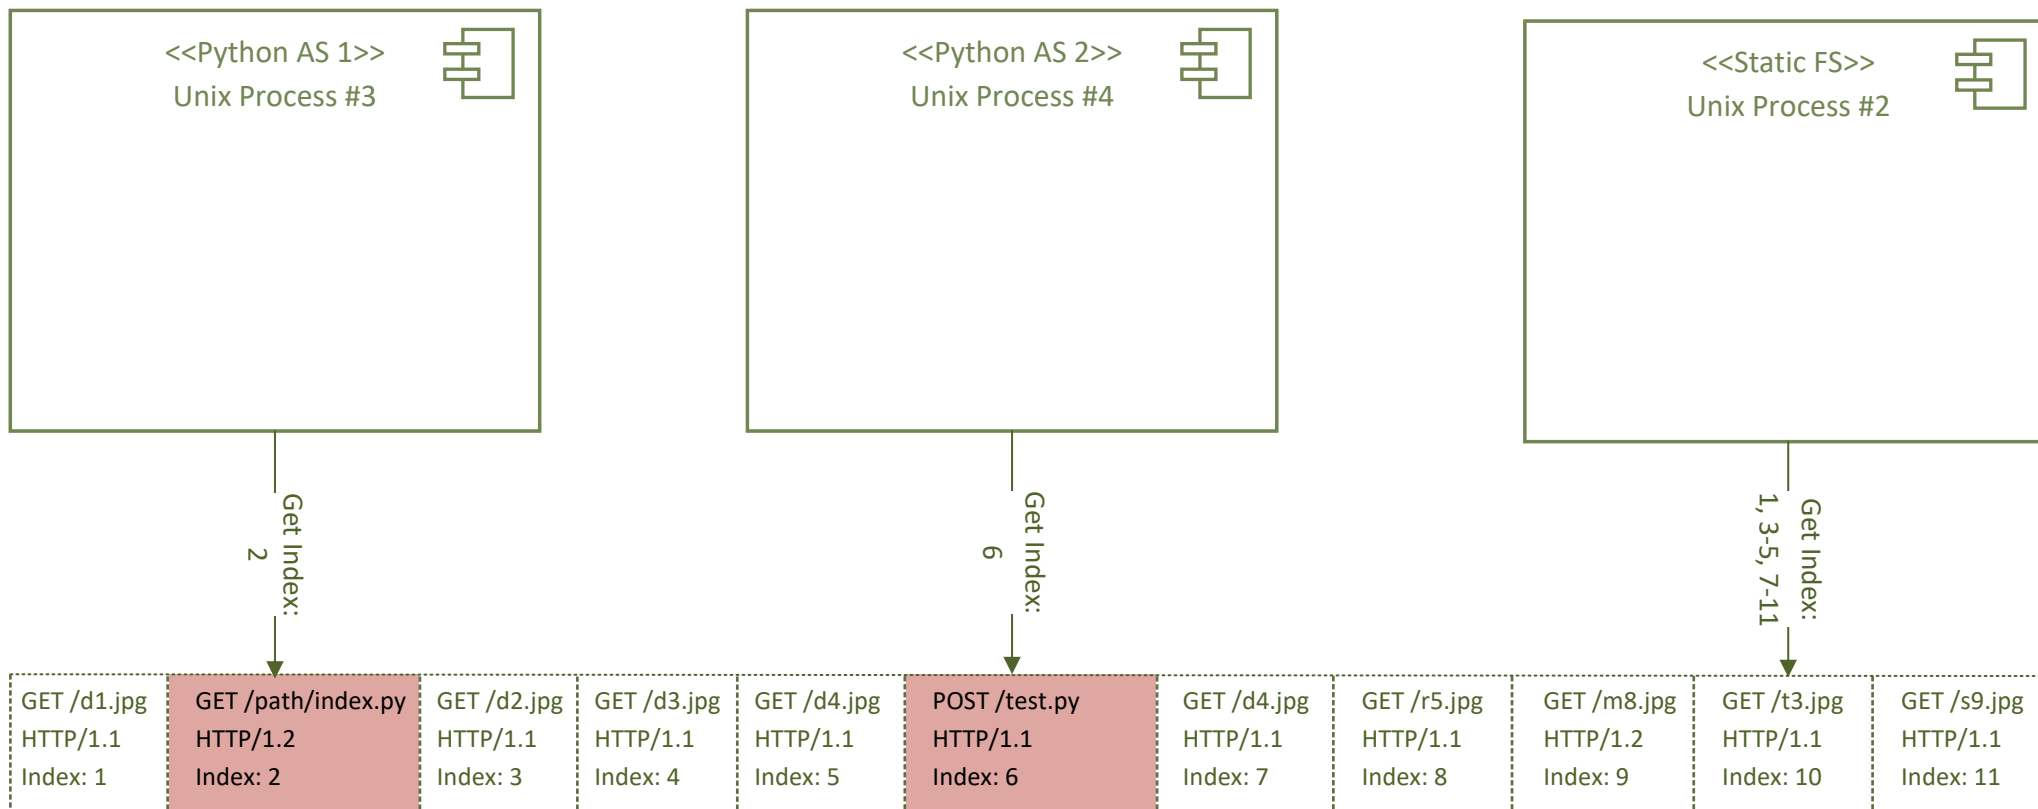 <<Python AS 1>>
Unix Process #3
<<Python AS 2>>
Unix Process #4
<<Static FS>>
Unix Process #2
Get Index:
2
Get Index:
6
Get Index:
1, 3-5, 7-11
GET /d1.jpg
HTTP/1.1
Index: 1
GET /path/index.py
HTTP/1.2
Index: 2
GET /d2.jpg
HTTP/1.1
Index: 3
GET /d3.jpg
HTTP/1.1
Index: 4
GET /d4.jpg
HTTP/1.1
Index: 5
POST /test.py
HTTP/1.1
Index: 6
GET /d4.jpg
HTTP/1.1
Index: 7
GET /r5.jpg
HTTP/1.1
Index: 8
GET /m8.jpg
HTTP/1.2
Index: 9
GET /t3.jpg
HTTP/1.1
Index: 10
GET /s9.jpg
HTTP/1.1
Index: 11